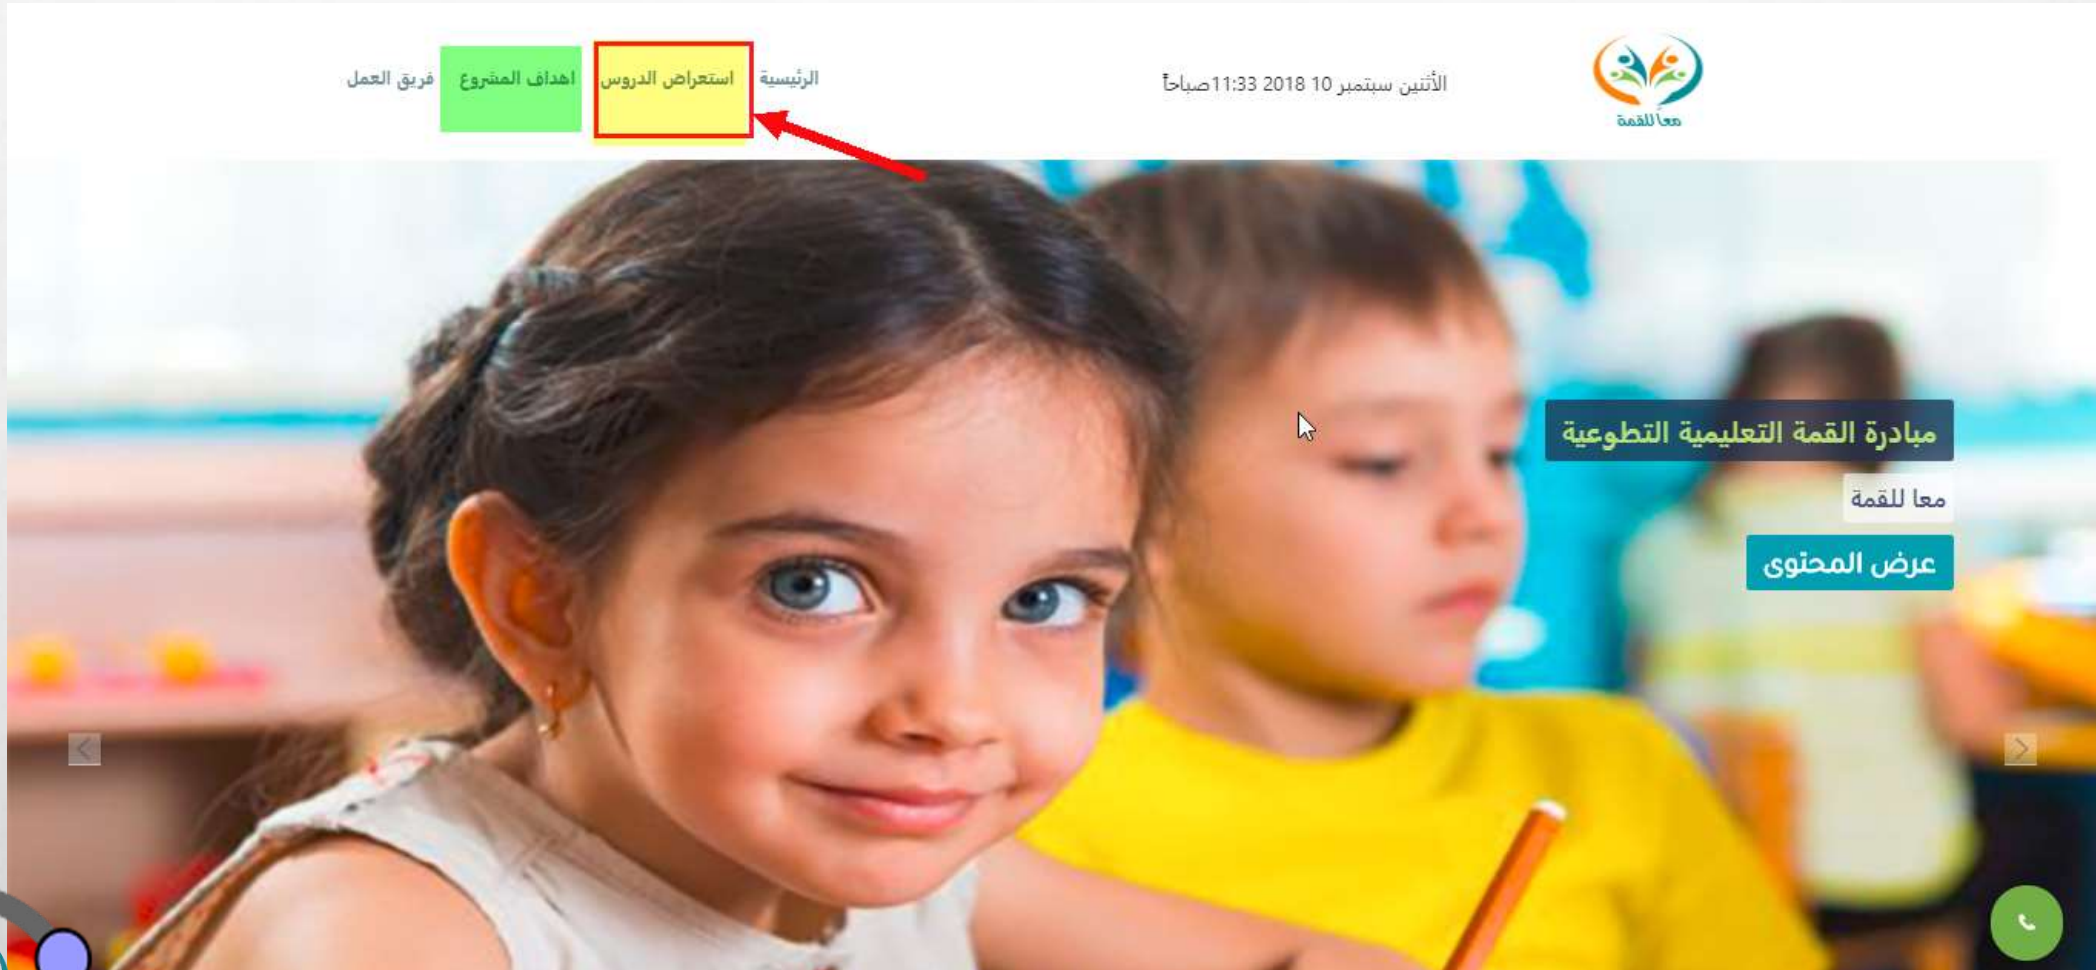 معاً للقمة
الأثنين سبتمبر 10 2018 11:33صباحاً
الرئيسية
استعراض الدروس
اهداف المشروع
فريق العمل
مبادرة القمة التعليمية التطوعية
معا للقمة
عرض المحتوى